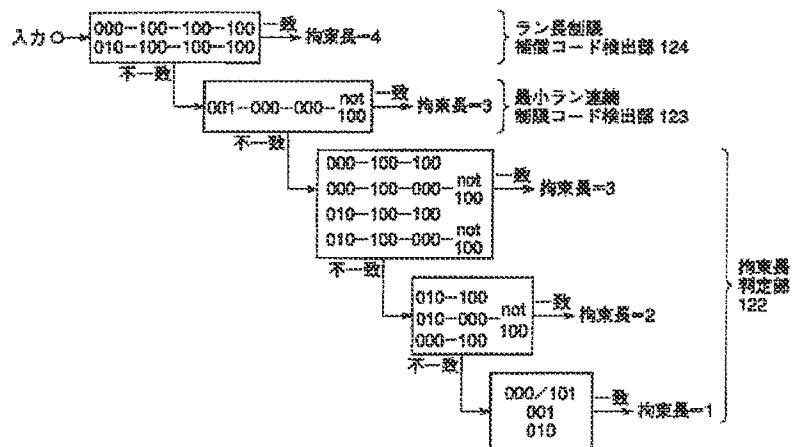 入力
000-100-100-100
010-100-100-100
一致
拘束長=4
ラン長制限
補償コード検出部 124
不一致
001-000-000-not 100
一致
拘束長=3
最小ラン連続
制限コード検出部 123
不一致
000-100-100
000-100-000-not 100
010-100-100
010-100-000-not 100
一致
拘束長=3
不一致
010-100
010-000-not 100
000-100
一致
拘束長=2
拘束長
判定部
122
不一致
000/101
001
010
一致
拘束長=1